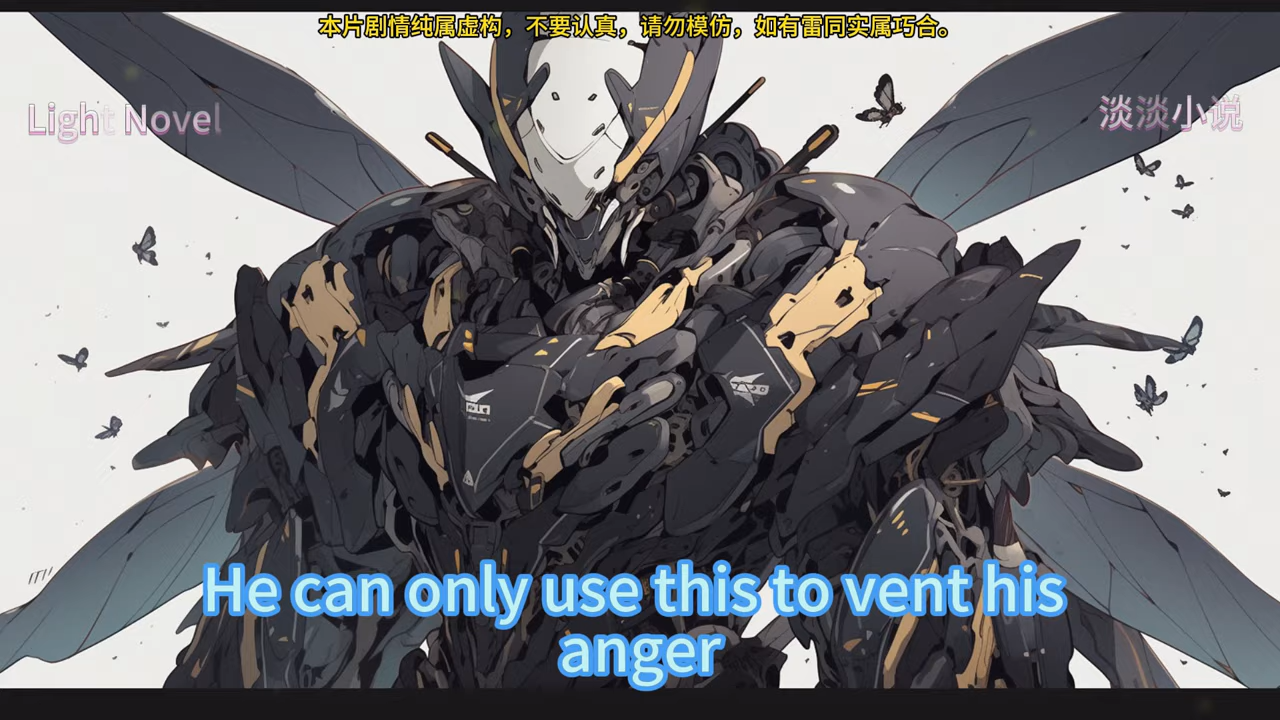 本片剧情纯属虚构，不要认真，请勿模仿，如有雷同实属巧合。
Light Novel
淡淡小说
He can only use this to vent his
anger